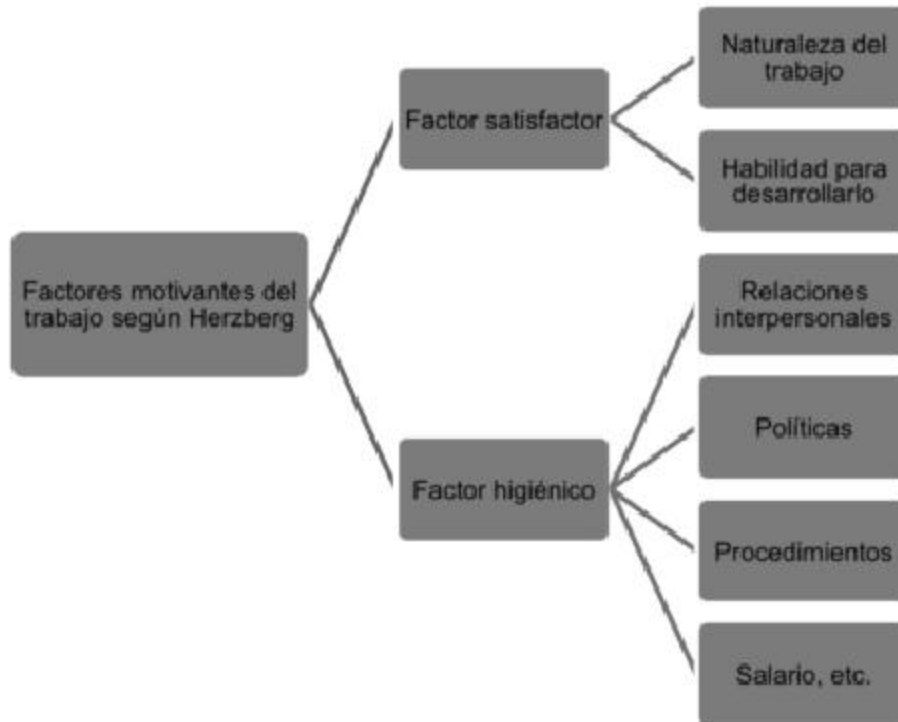 Factores motivantes del
trabajo según Herzberg
Factor satisfactor
Naturaleza del
trabajo
Habilidad para
desarrollarlo
Factor higiénico
Relaciones
interpersonales
Políticas
Procedimientos
Salario, etc.